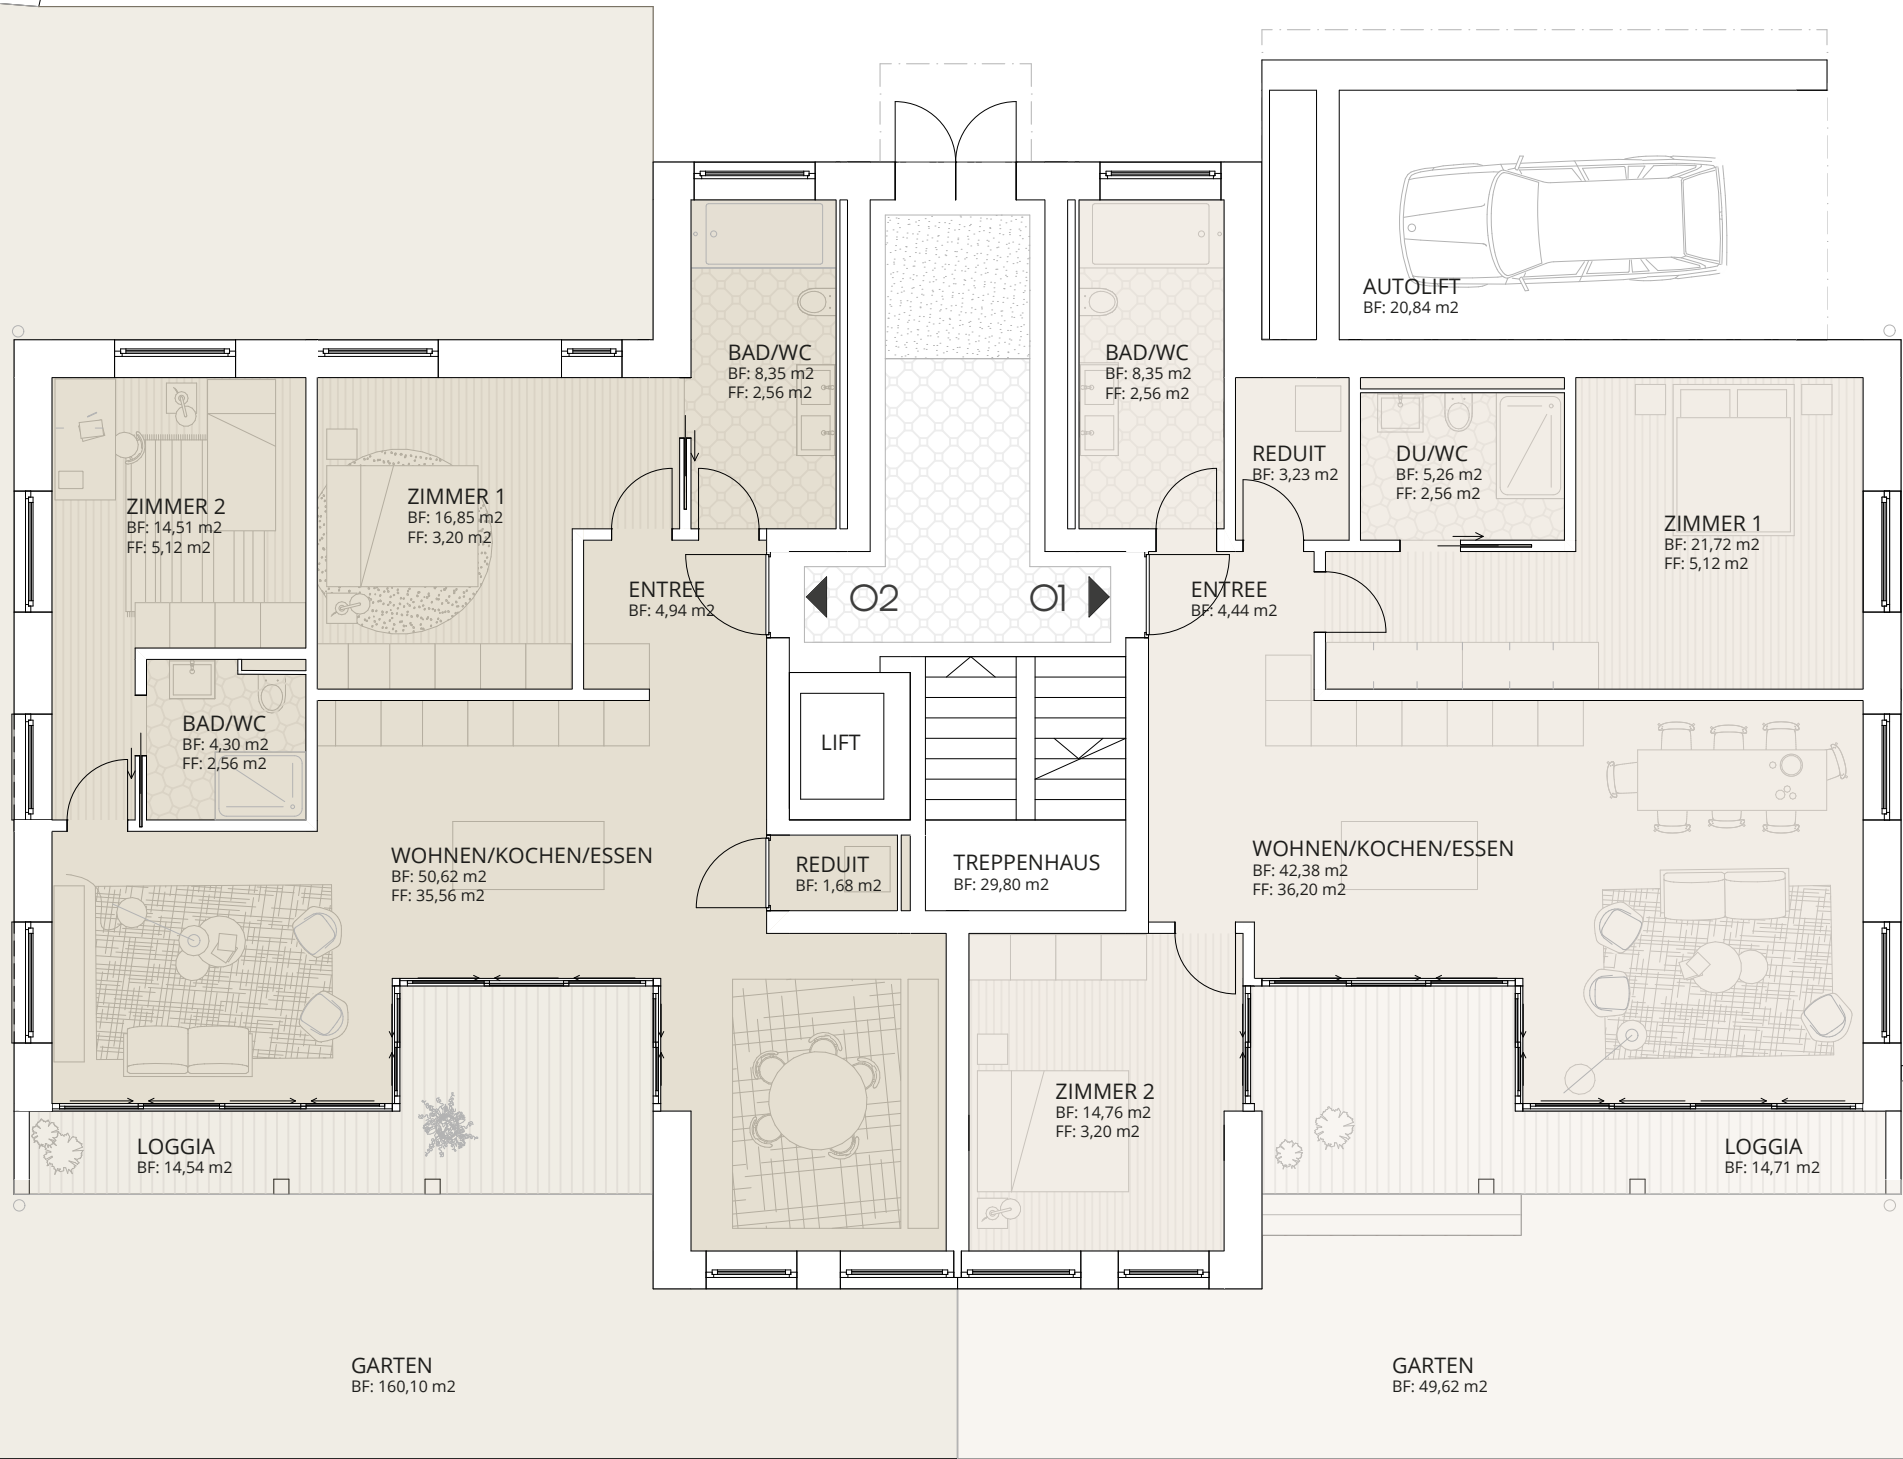 AUTOLIFT
BF: 20,84 m2
BAD/WC
BF: 8,35 m2
FF: 2,56 m2
BAD/WC
BF: 8,35 m2
FF: 2,56 m2
REDUIT
BF: 3,23 m2
DU/WC
BF: 5,26 m2
FF: 2,56 m2
ZIMMER 2
BF: 14,51 m2
FF: 5,12 m2
ZIMMER 1
BF: 16,85 m2
FF: 3,20 m2
ZIMMER 1
BF: 21,72 m2
FF: 5,12 m2
ENTREE
BF: 4,94 m2
02
01
ENTREE
BF: 4,44 m2
BAD/WC
BF: 4,30 m2
FF: 2,56 m2
LIFT
WOHNEN/KOCHEN/ESSEN
BF: 50,62 m2
FF: 35,56 m2
REDUIT
BF: 1,68 m2
TREPPENHAUS
BF: 29,80 m2
WOHNEN/KOCHEN/ESSEN
BF: 42,38 m2
FF: 36,20 m2
ZIMMER 2
BF: 14,76 m2
FF: 3,20 m2
LOGGIA
BF: 14,54 m2
LOGGIA
BF: 14,71 m2
GARTEN
BF: 160,10 m2
GARTEN
BF: 49,62 m2